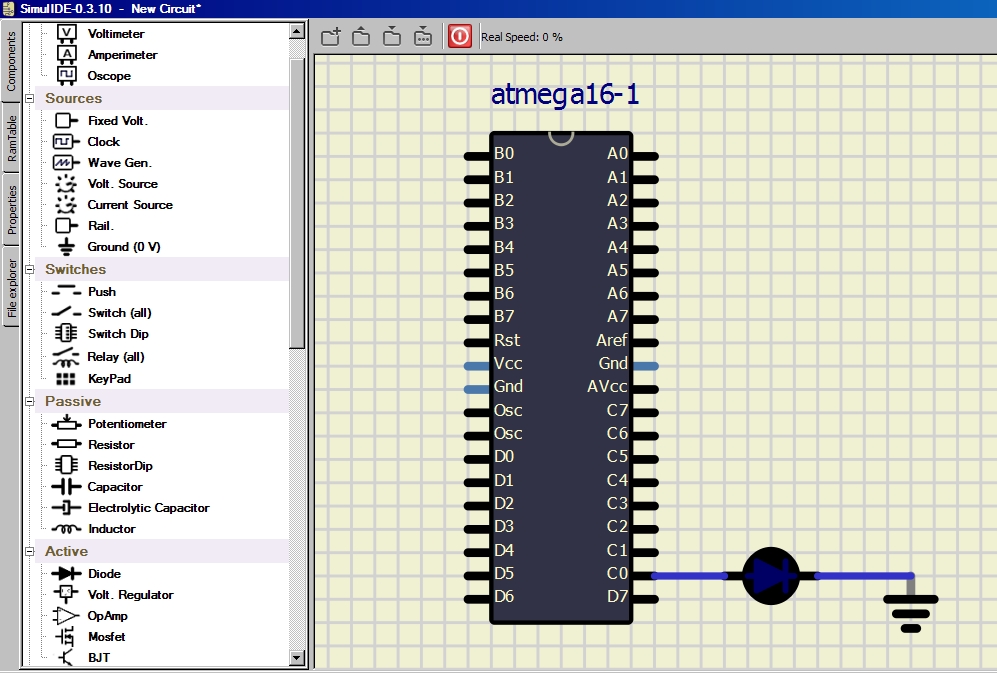 SimulIDE-0.3.10 - New Circuit*
Components
RamTable
Properties
File explorer
Voltimeter
Amperimeter
Oscope
Sources
Fixed Volt.
Clock
Wave Gen.
Volt. Source
Current Source
Rail.
Ground (0 V)
Switches
Push
Switch (all)
Switch Dip
Relay (all)
KeyPad
Passive
Potentiometer
Resistor
ResistorDip
Capacitor
Electrolytic Capacitor
Inductor
Active
Diode
Volt. Regulator
OpAmp
Mosfet
BJT
Real Speed: 0 %
atmega16-1
B0 A0
B1 A1
B2 A2
B3 A3
B4 A4
B5 A5
B6 A6
B7 A7
Rst Aref
Vcc Gnd
Gnd AVcc
Osc C7
Osc C6
D0 C5
D1 C4
D2 C3
D3 C2
D4 C1
D5 C0
D6 D7